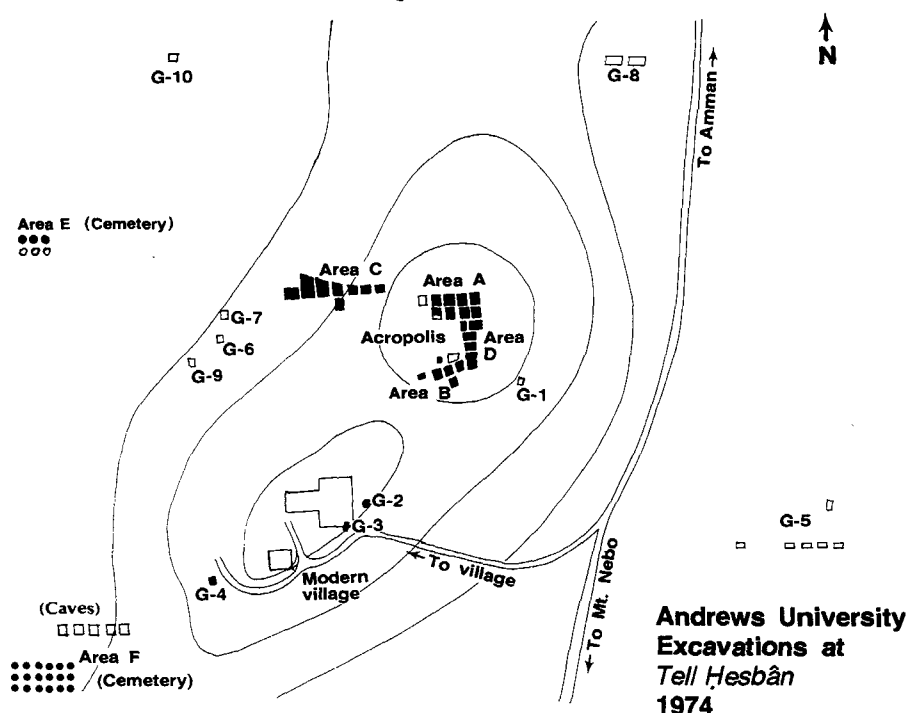 N
G-10
G-8
To Amman →
Area E (Cemetery)
Area C
Area A
G-7
G-6
G-9
Acropolis
Area
D
Area B
G-1
G-2
G-3
G-4
Modern
village
← To village
← To Mt. Nebo
G-5
(Caves)
Area F
(Cemetery)
Andrews University
Excavations at
Tell Ḥesbân
1974